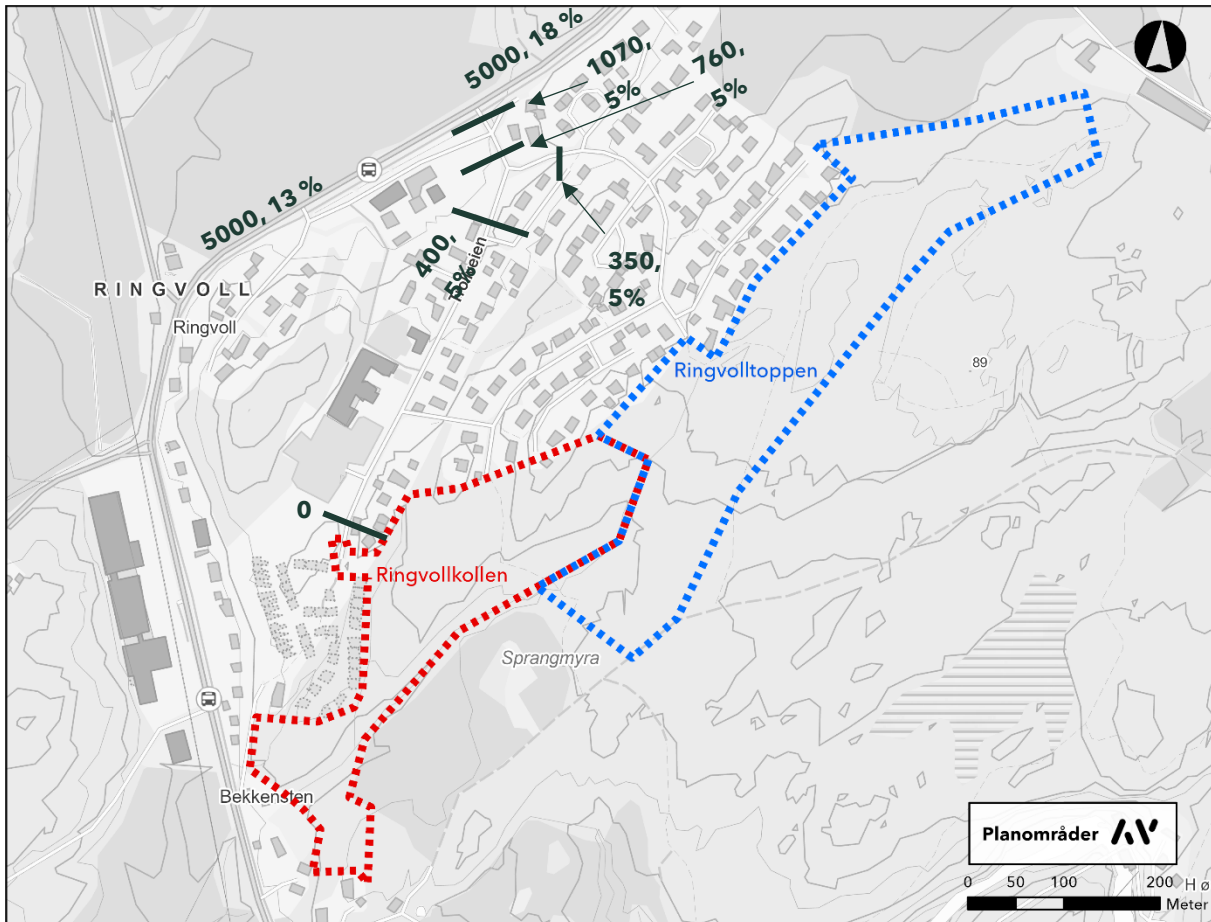 5000, 18 %
1070,
5%
760,
5%
5000, 13 %
400,
5%
350,
5%
RINGVOLL
Ringvoll
Ringvolltoppen
89
0
Ringvollkollen
Sprangmyra
Bekkensten
Planområder
0 50 100 200
Meter
Hø